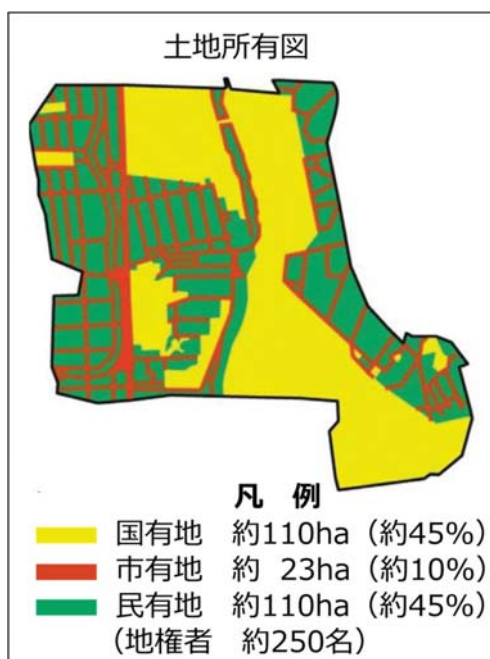 土地所有図
凡 例
国有地 約110ha（約45%）
市有地 約 23ha（約10%）
民有地 約110ha（約45%）
（地権者 約250名）